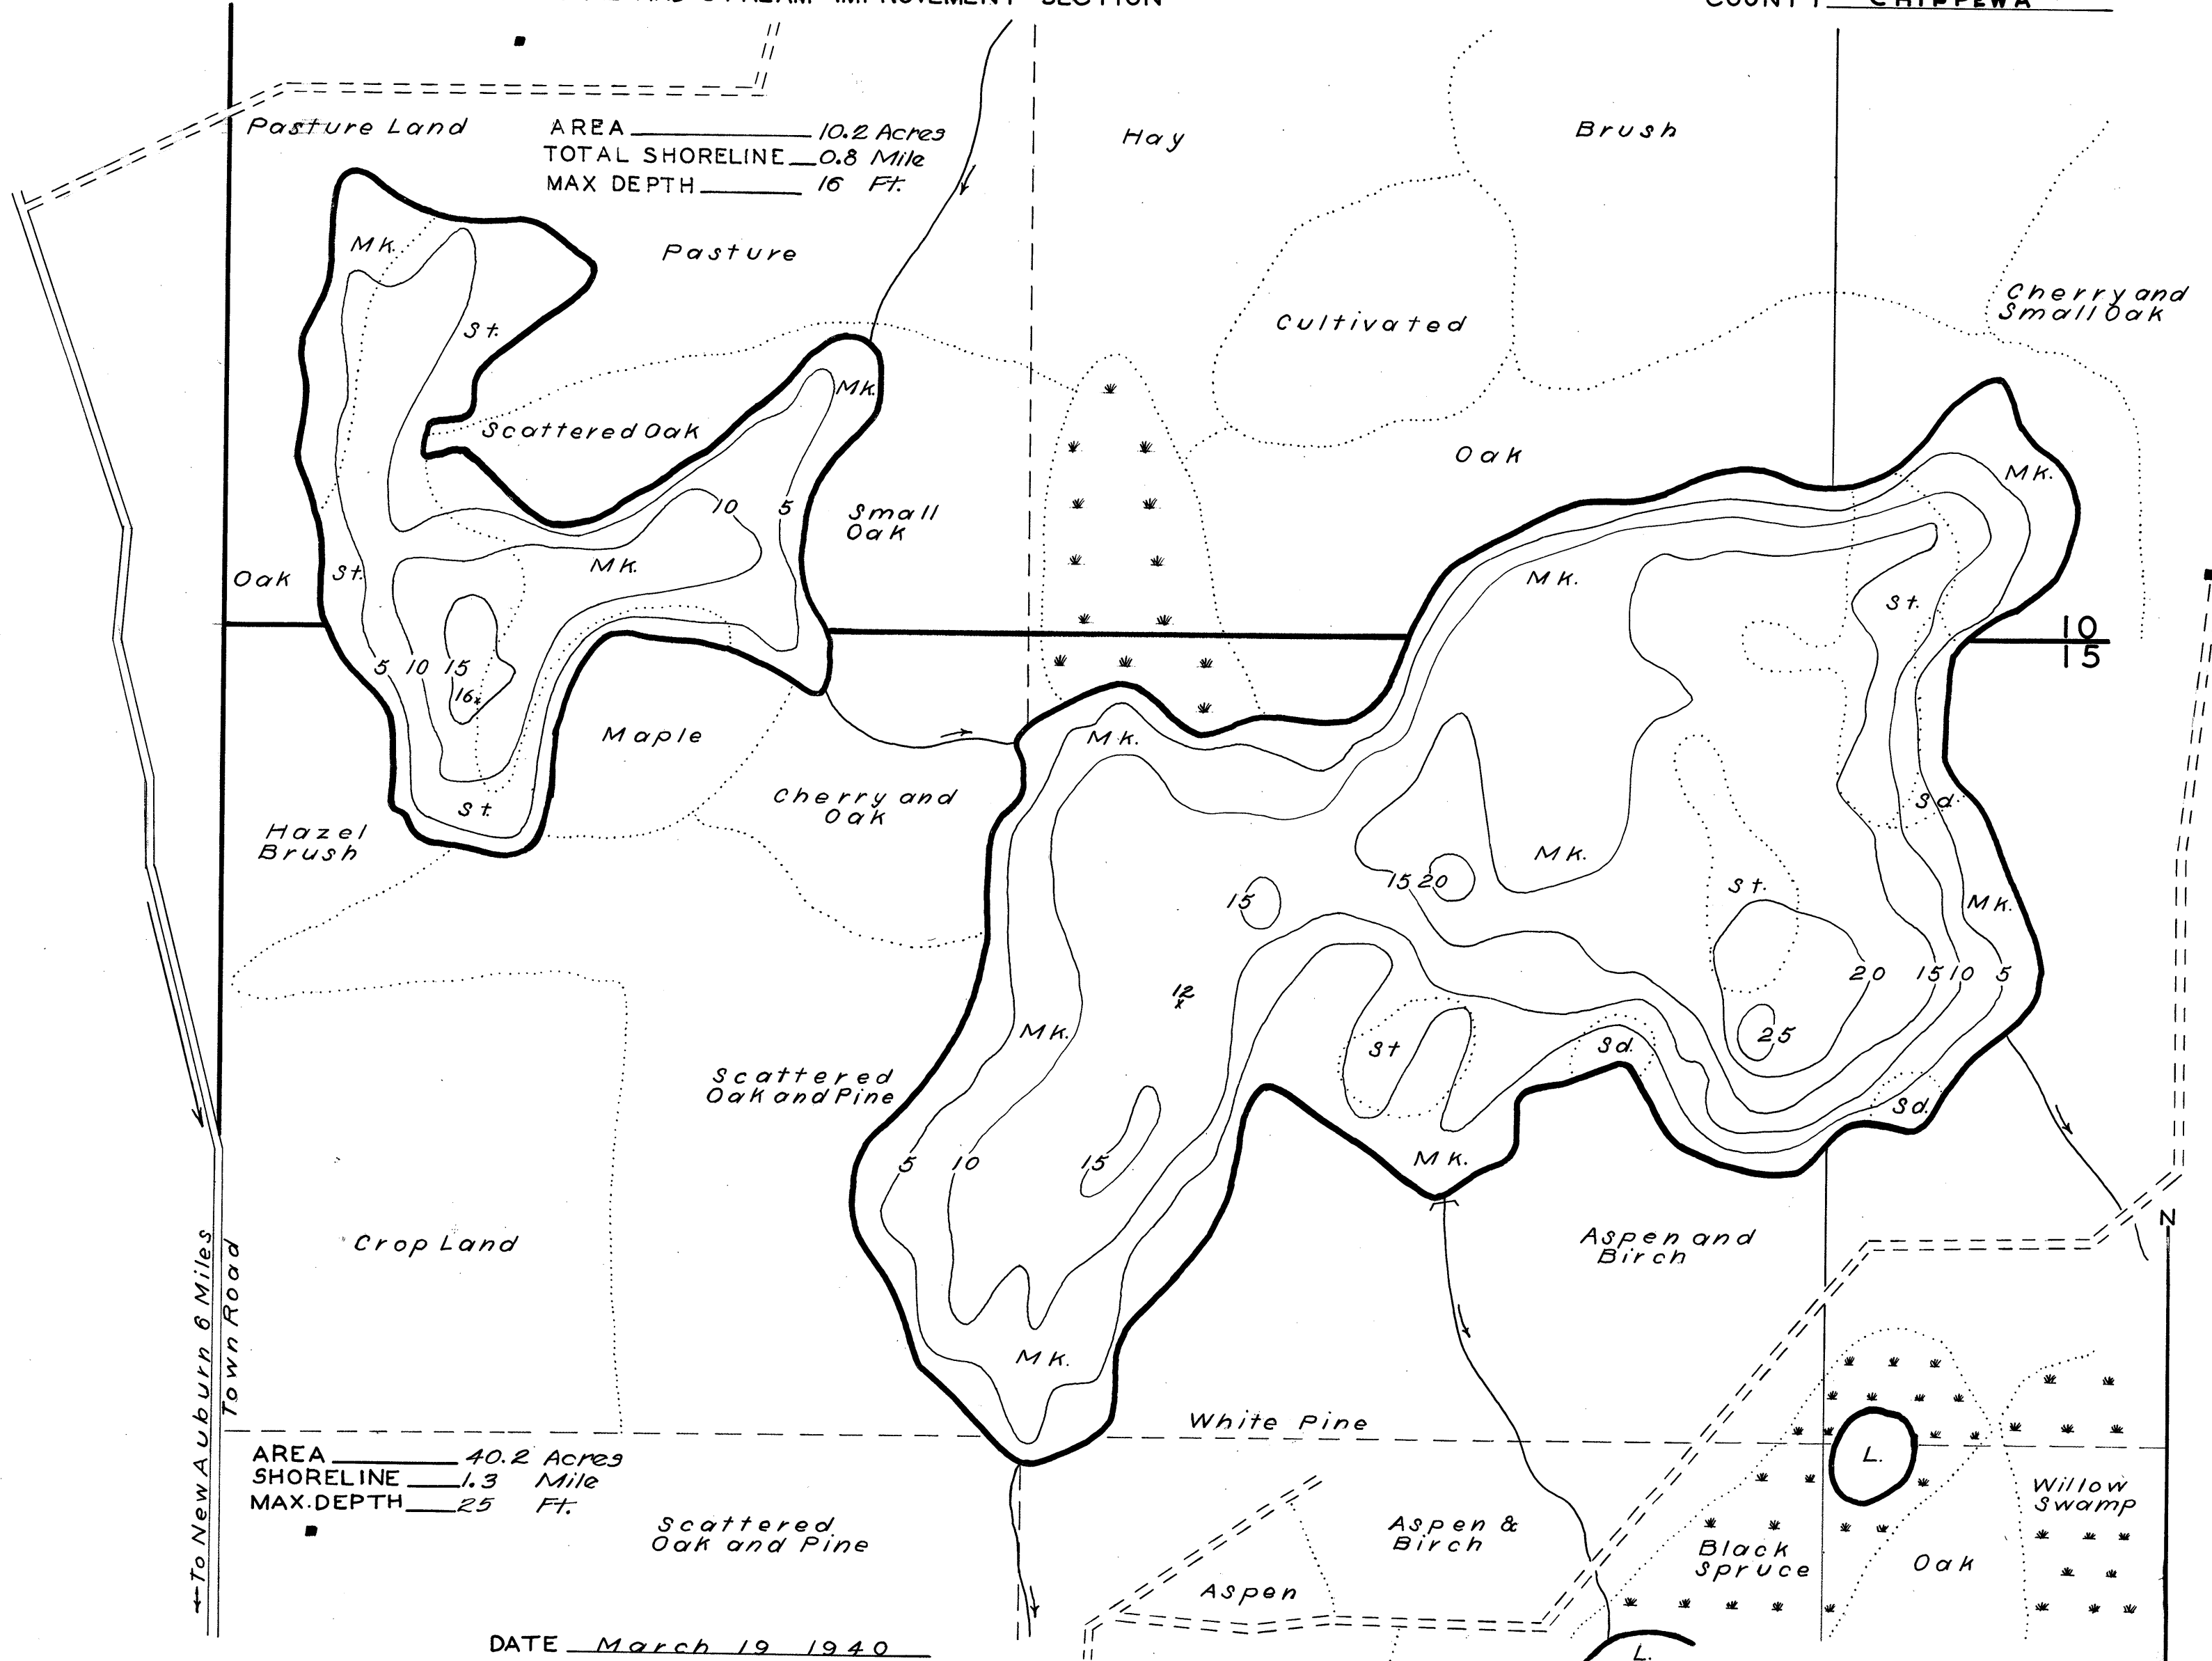 AND STREAM IMPROVEMENT SECTION
COUNTY CHIPPEWA
Pasture Land
AREA 10.2 Acres
TOTAL SHORELINE 0.8 Mile
MAX DEPTH 16 Ft.
Hay
Brush
Mk.
Pasture
St.
Cultivated
Cherry and
Small Oak
Mk.
Scattered Oak
Oak
Mk.
10
5
Small
Oak
Oak
St.
Mk.
Mk.
St.
10
15
5 10 15
16x
Maple
Mk.
St.
Cherry and
Oak
Sd.
Hazel
Brush
Mk.
15
15 20
St.
Mk.
20 15 10 5
12
x
Mk.
25
St
Sd.
Scattered
Oak and Pine
Sd.
5 10 15
Mk.
N
Crop Land
Aspen and
Birch
←To New Auburn 6 Miles
Town Road
Mk.
White Pine
AREA 40.2 Acres
SHORELINE 1.3 Mile
MAX. DEPTH 25 Ft.
L.
Willow
Swamp
Scattered
Oak and Pine
Aspen &
Birch
Black
Spruce
Oak
Aspen
DATE March 19 1940
L.